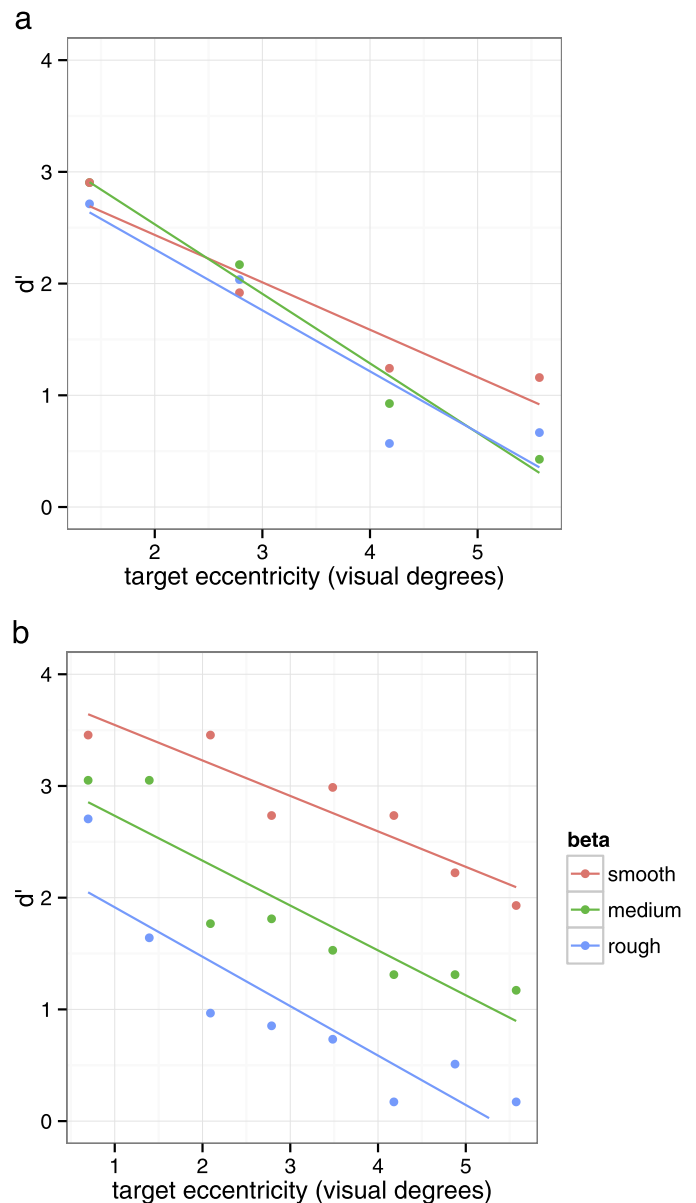 a
4
3
2
1
0
d'
2 3 4 5
target eccentricity (visual degrees)
b
4
3
2
1
0
d'
1 2 3 4 5
target eccentricity (visual degrees)
beta
smooth
medium
rough